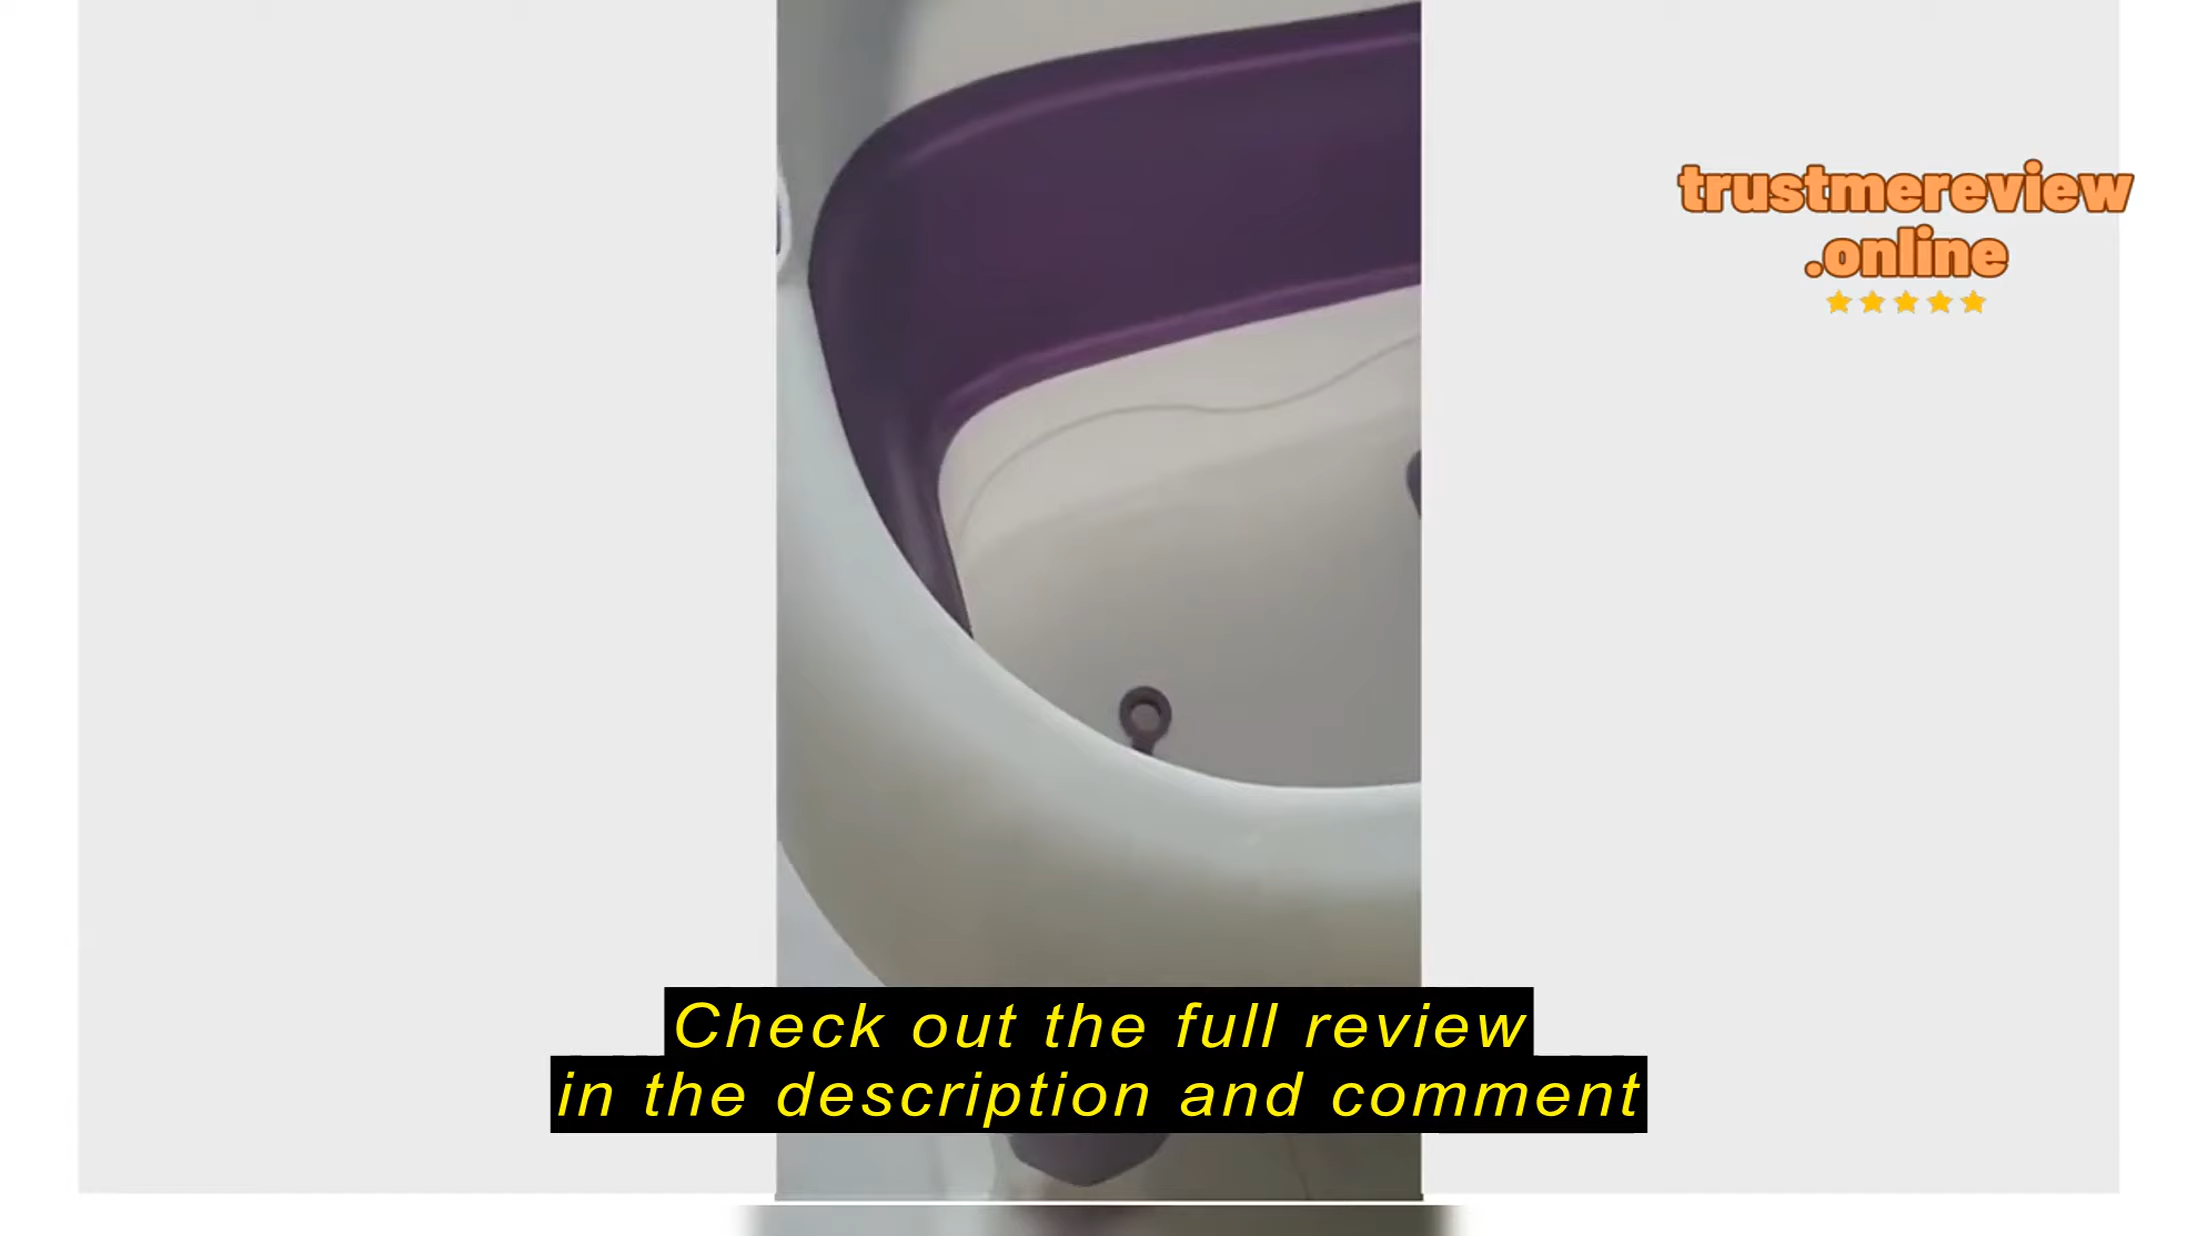 trustmereview
.online
Check out the full review
in the description and comment